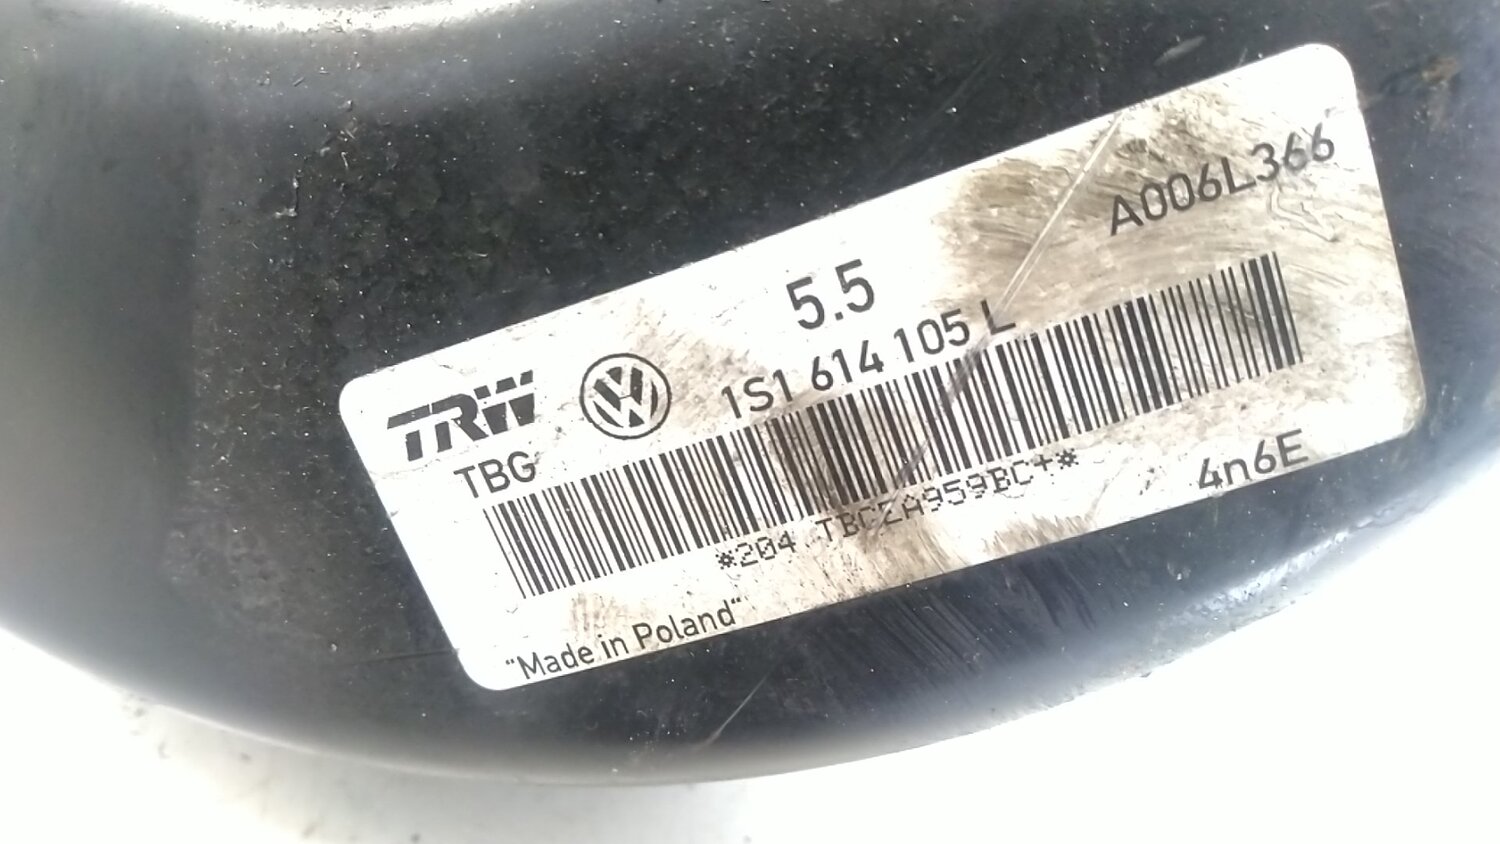 A006L366
5.5
TRW 1S1 614 105 L
TBG
*204 TBCZA959BC+*
4n6E
"Made in Poland"